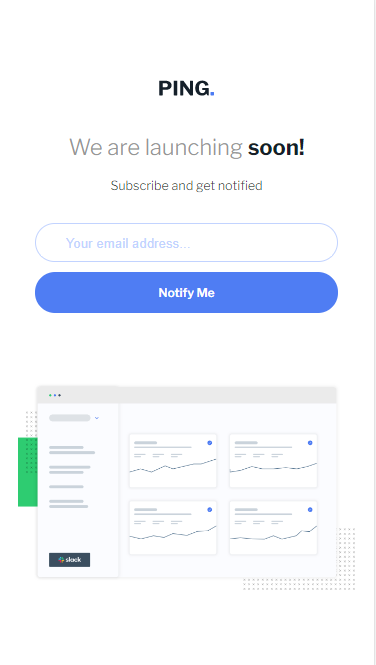 PING.
We are launching soon!
Subscribe and get notified
Your email address...
Notify Me
slack